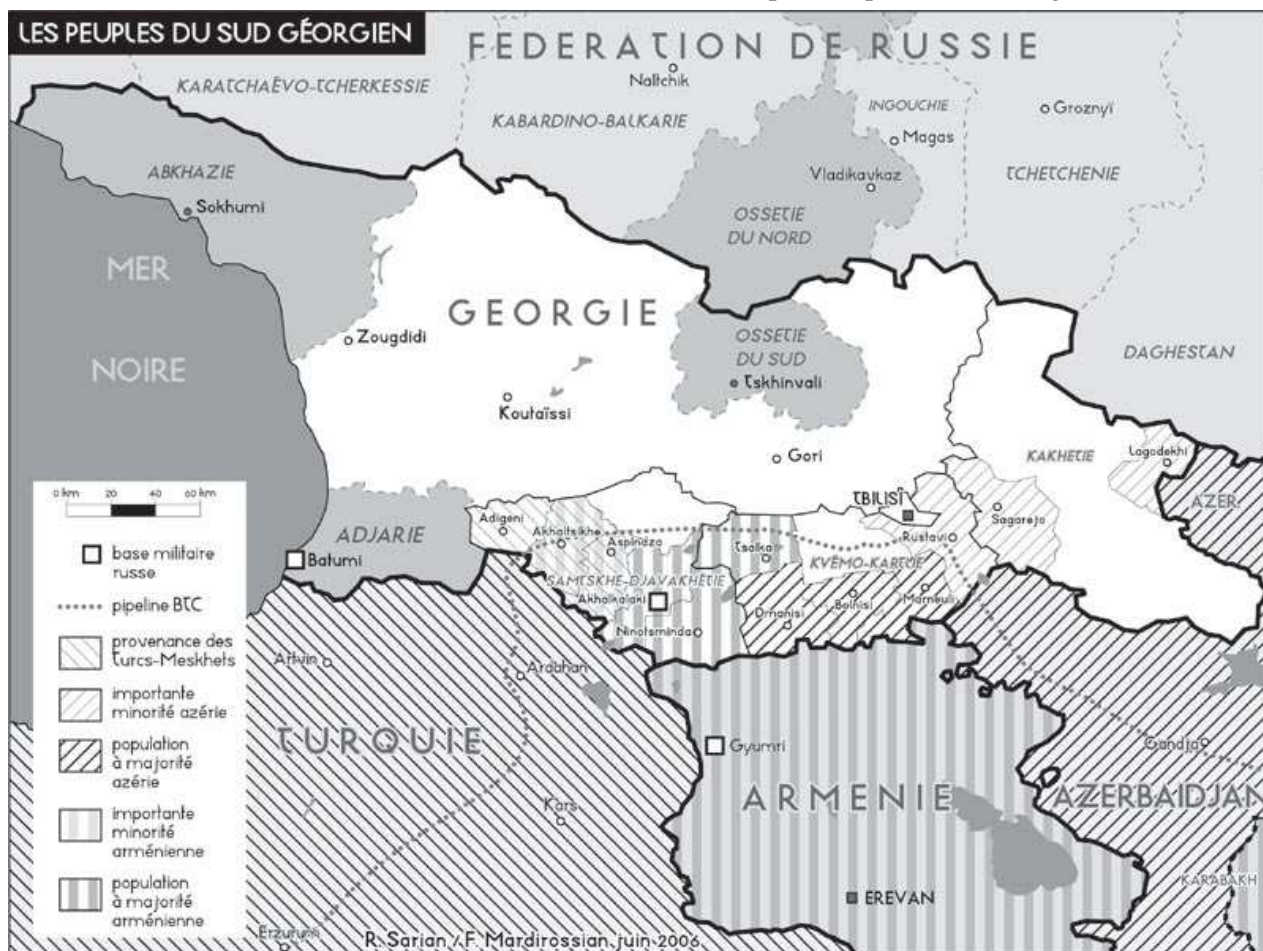 LES PEUPLES DU SUD GÉORGIEN
FEDERATION DE RUSSIE
KARATCHAÈVO-TCHERKESSIE
Naltchik
KABARDINO-BALKARIE
INGOUCHIE
Magas
Groznyï
TCHETCHENIE
ABKHAZIE
Sokhumi
Vladikavkaz
OSSETIE
DU NORD
MER
NOIRE
GEORGIE
Zougdidi
OSSETIE
DU SUD
Tskhinvali
DAGHESTAN
Koutaïssi
Gori
KAKHETIE
Lagodekhi
TBILISI
AZER.
0 km 20 40 60 km
ADJARIE
Batumi
Adigeni
Akhaltsikhe
Aspindza
Tsalka
Rustavi
Sagarejo
KVEMO-KARTLIE
SAMTSKHE-DJAVAKHETIE
Akhalkalaki
Ninotsminda
Dmanisi
Bolnisi
Marneuli
base militaire
russe
pipeline BTC
provenance des
Turcs-Meskhets
importante
minorité azérie
population
à majorité
azérie
importante
minorité
arménienne
population
à majorité
arménienne
Artvin
Ardahan
TURQUIE
Kars
Erzurum
Gyumri
ARMENIE
EREVAN
Gandja
AZERBAIDJAN
KARABAKH
R. Sarian / F. Mardirossian juin 2006